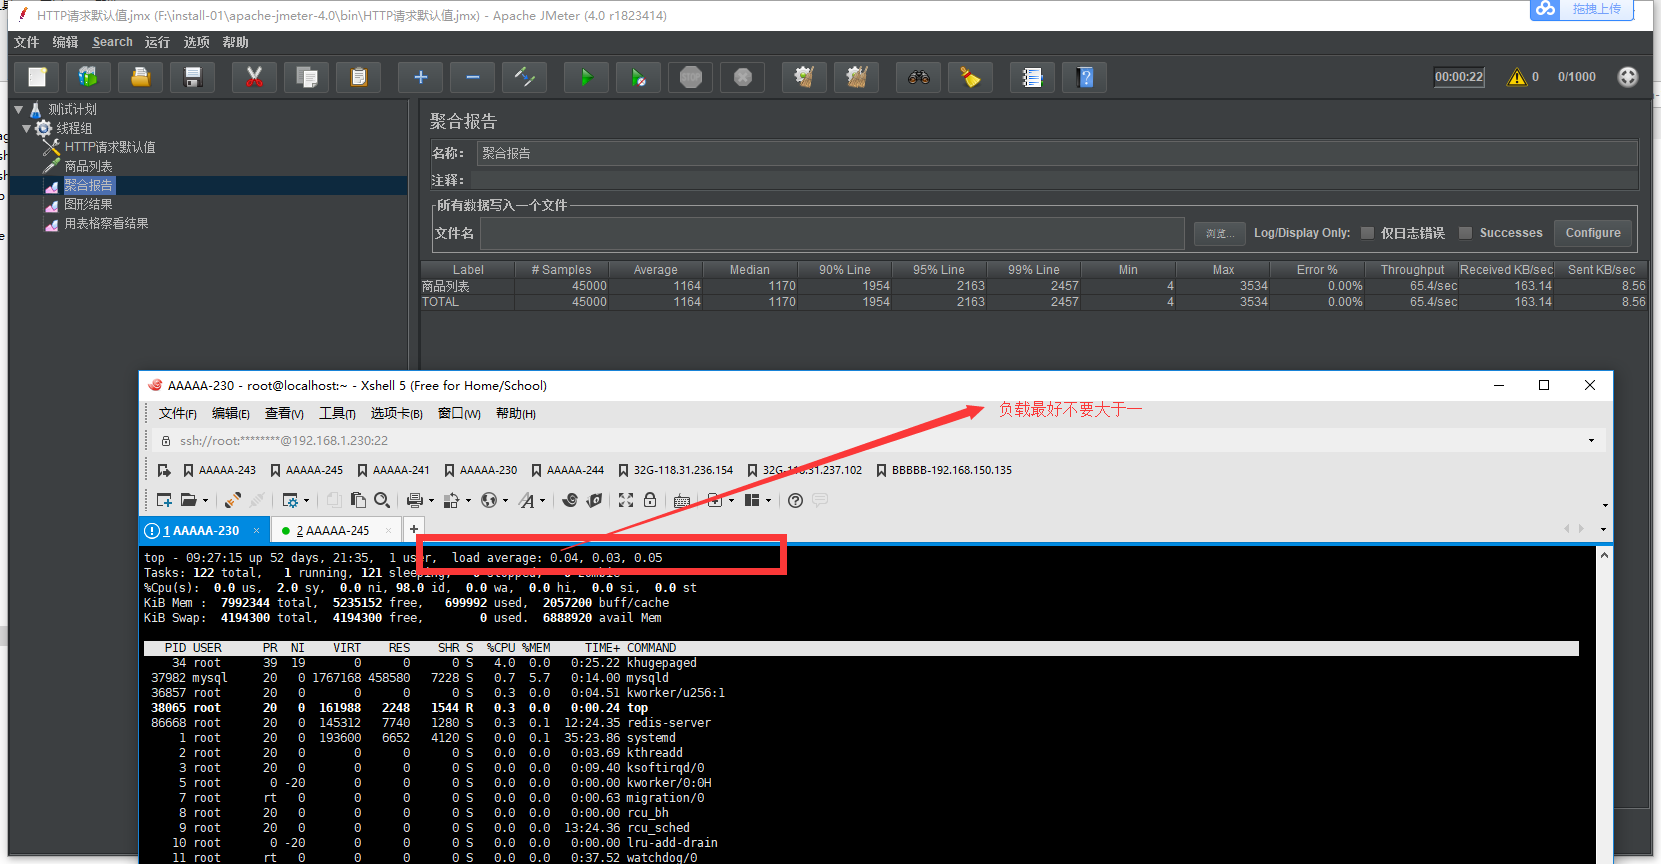 HTTP请求默认值.jmx (F:\install-01\apache-jmeter-4.0\bin\HTTP请求默认值.jmx) - Apache JMeter (4.0 r1823414)
拖拽上传
文件 编辑 Search 运行 选项 帮助
00:00:22 0 0/1000
测试计划
线程组
HTTP请求默认值
商品列表
聚合报告
图形结果
用表格察看结果
聚合报告
名称: 聚合报告
注释:
所有数据写入一个文件
文件名 浏览... Log/Display Only: 仅日志错误 Successes Configure
Label # Samples Average Median 90% Line 95% Line 99% Line Min Max Error % Throughput Received KB/sec Sent KB/sec
商品列表 45000 1164 1170 1954 2163 2457 4 3534 0.00% 65.4/sec 163.14 8.56
TOTAL 45000 1164 1170 1954 2163 2457 4 3534 0.00% 65.4/sec 163.14 8.56
AAAAA-230 - root@localhost:~ - Xshell 5 (Free for Home/School)
文件(F) 编辑(E) 查看(V) 工具(T) 选项卡(B) 窗口(W) 帮助(H)
负载最好不要大于一
ssh://root:********@192.168.1.230:22
AAAAA-243 AAAAA-245 AAAAA-241 AAAAA-230 AAAAA-244 32G-118.31.236.154 32G-118.31.237.102 BBBBB-192.168.150.135
1 AAAAA-230 × 2 AAAAA-245 × +
top - 09:27:15 up 52 days, 21:35, 1 user, load average: 0.04, 0.03, 0.05
Tasks: 122 total, 1 running, 121 sleeping, 0 stopped, 0 zombie
%Cpu(s): 0.0 us, 2.0 sy, 0.0 ni, 98.0 id, 0.0 wa, 0.0 hi, 0.0 si, 0.0 st
KiB Mem : 7992344 total, 5235152 free, 699992 used, 2057200 buff/cache
KiB Swap: 4194300 total, 4194300 free, 0 used. 6888920 avail Mem
PID USER PR NI VIRT RES SHR S %CPU %MEM TIME+ COMMAND
34 root 39 19 0 0 0 S 4.0 0.0 0:25.22 khugepaged
37982 mysql 20 0 1767168 458580 7228 S 0.7 5.7 0:14.00 mysqld
36857 root 20 0 0 0 0 S 0.3 0.0 0:04.51 kworker/u256:1
38065 root 20 0 161988 2248 1544 R 0.3 0.0 0:00.24 top
86668 root 20 0 145312 7740 1280 S 0.3 0.1 12:24.35 redis-server
1 root 20 0 193600 6652 4120 S 0.0 0.1 35:23.86 systemd
2 root 20 0 0 0 0 S 0.0 0.0 0:03.69 kthreadd
3 root 20 0 0 0 0 S 0.0 0.0 0:09.40 ksoftirqd/0
5 root 0 -20 0 0 0 S 0.0 0.0 0:00.00 kworker/0:0H
7 root rt 0 0 0 0 S 0.0 0.0 0:00.63 migration/0
8 root 20 0 0 0 0 S 0.0 0.0 0:00.00 rcu_bh
9 root 20 0 0 0 0 S 0.0 0.0 13:24.36 rcu_sched
10 root 0 -20 0 0 0 S 0.0 0.0 0:00.00 lru-add-drain
11 root rt 0 0 0 0 S 0.0 0.0 0:37.52 watchdog/0